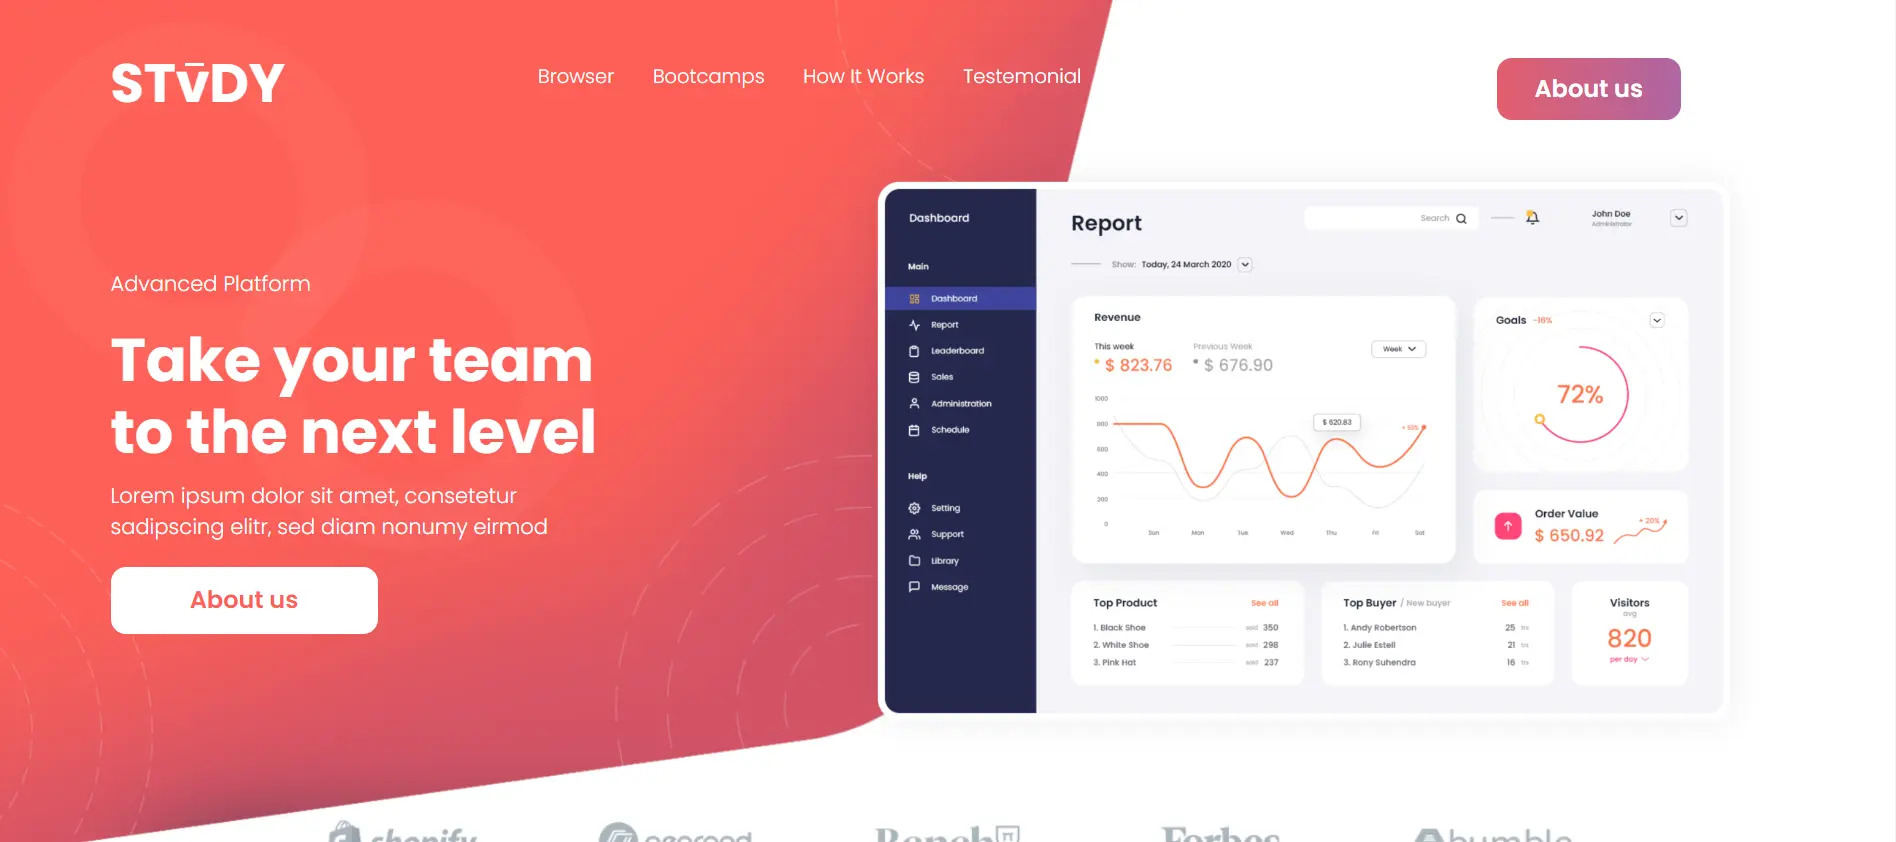 STVDY
Browser Bootcamps How It Works Testemonial
About us
Advanced Platform
Take your team
to the next level
Lorem ipsum dolor sit amet, consetetur
sadipscing elitr, sed diam nonumy eirmod
About us
Dashboard
Main
Dashboard
Report
Leaderboard
Sales
Administration
Schedule
Help
Setting
Support
Library
Message
Report
Search
John Doe
Administrator
Show: Today, 24 March 2020
Revenue
This week
$ 823.76
Previous Week
$ 676.90
Week
1000
800
600
400
200
0
$ 620.83
+ 50%
Sun Mon Tue Wed Thu Fri Sat
Goals -16%
72%
Order Value
$ 650.92
+ 20%
Top Product See all
1. Black Shoe sold 350
2. White Shoe sold 298
3. Pink Hat sold 237
Top Buyer / New buyer See all
1. Andy Robertson 25 trs
2. Julie Estell 21 trs
3. Rony Suhendra 16 trs
Visitors
avg
820
per day
shopify Bench Forbes bumble